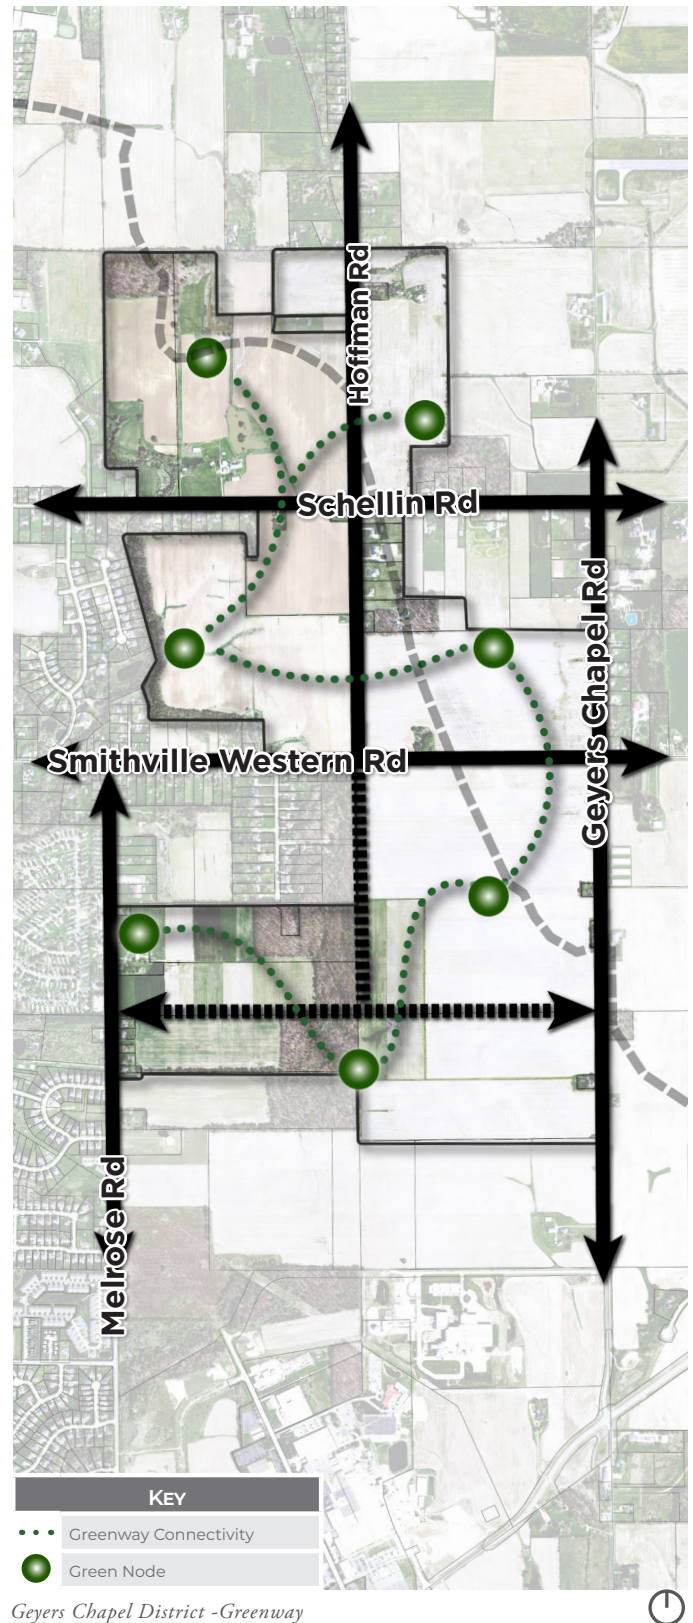 Hoffman Rd
Schellin Rd
Geyers Chapel Rd
Smithville Western Rd
Melrose Rd
KEY
Greenway Connectivity
Green Node
Geyers Chapel District -Greenway